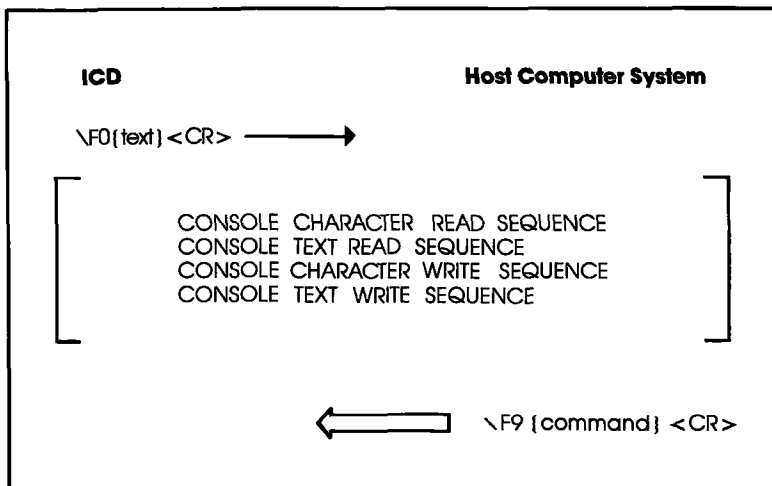 ICD Host Computer System
\F0{text}<CR>
CONSOLE CHARACTER READ SEQUENCE
CONSOLE TEXT READ SEQUENCE
CONSOLE CHARACTER WRITE SEQUENCE
CONSOLE TEXT WRITE SEQUENCE
\F9 {command} <CR>